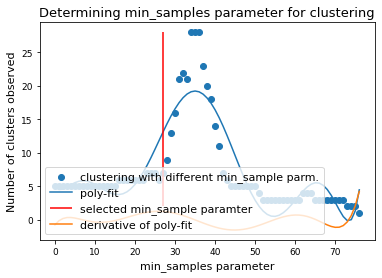 Determining min_samples parameter for clustering
Number of clusters observed
25
20
15
10
5
0
clustering with different min_sample parm.
poly-fit
selected min_sample paramter
derivative of poly-fit
0 10 20 30 40 50 60 70
min_samples parameter